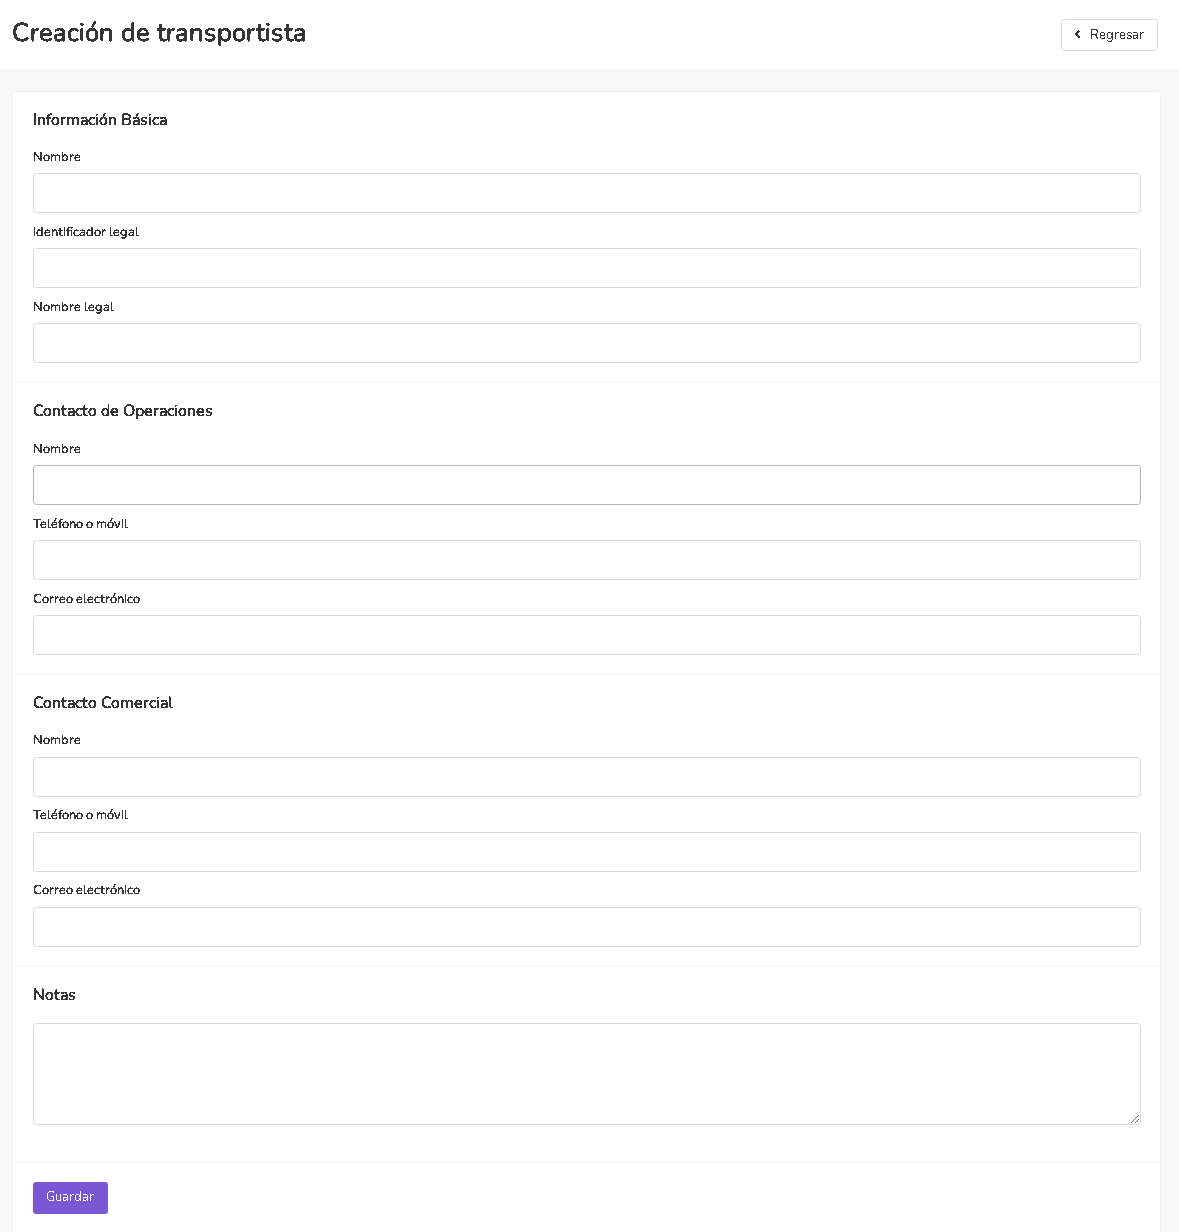 Creación de transportista
Regresar
Información Básica
Nombre
Identificador legal
Nombre legal
Contacto de Operaciones
Nombre
Teléfono o móvil
Correo electrónico
Contacto Comercial
Nombre
Teléfono o móvil
Correo electrónico
Notas
Guardar